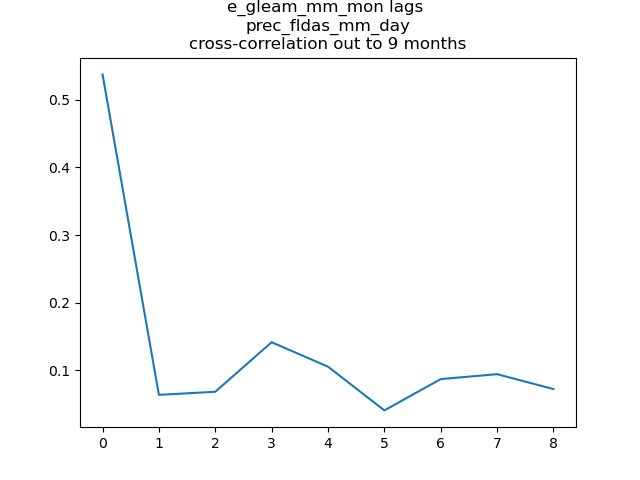 e_gleam_mm_mon lags
prec_fldas_mm_day
cross-correlation out to 9 months
0.5
0.4
0.3
0.2
0.1
0 1 2 3 4 5 6 7 8